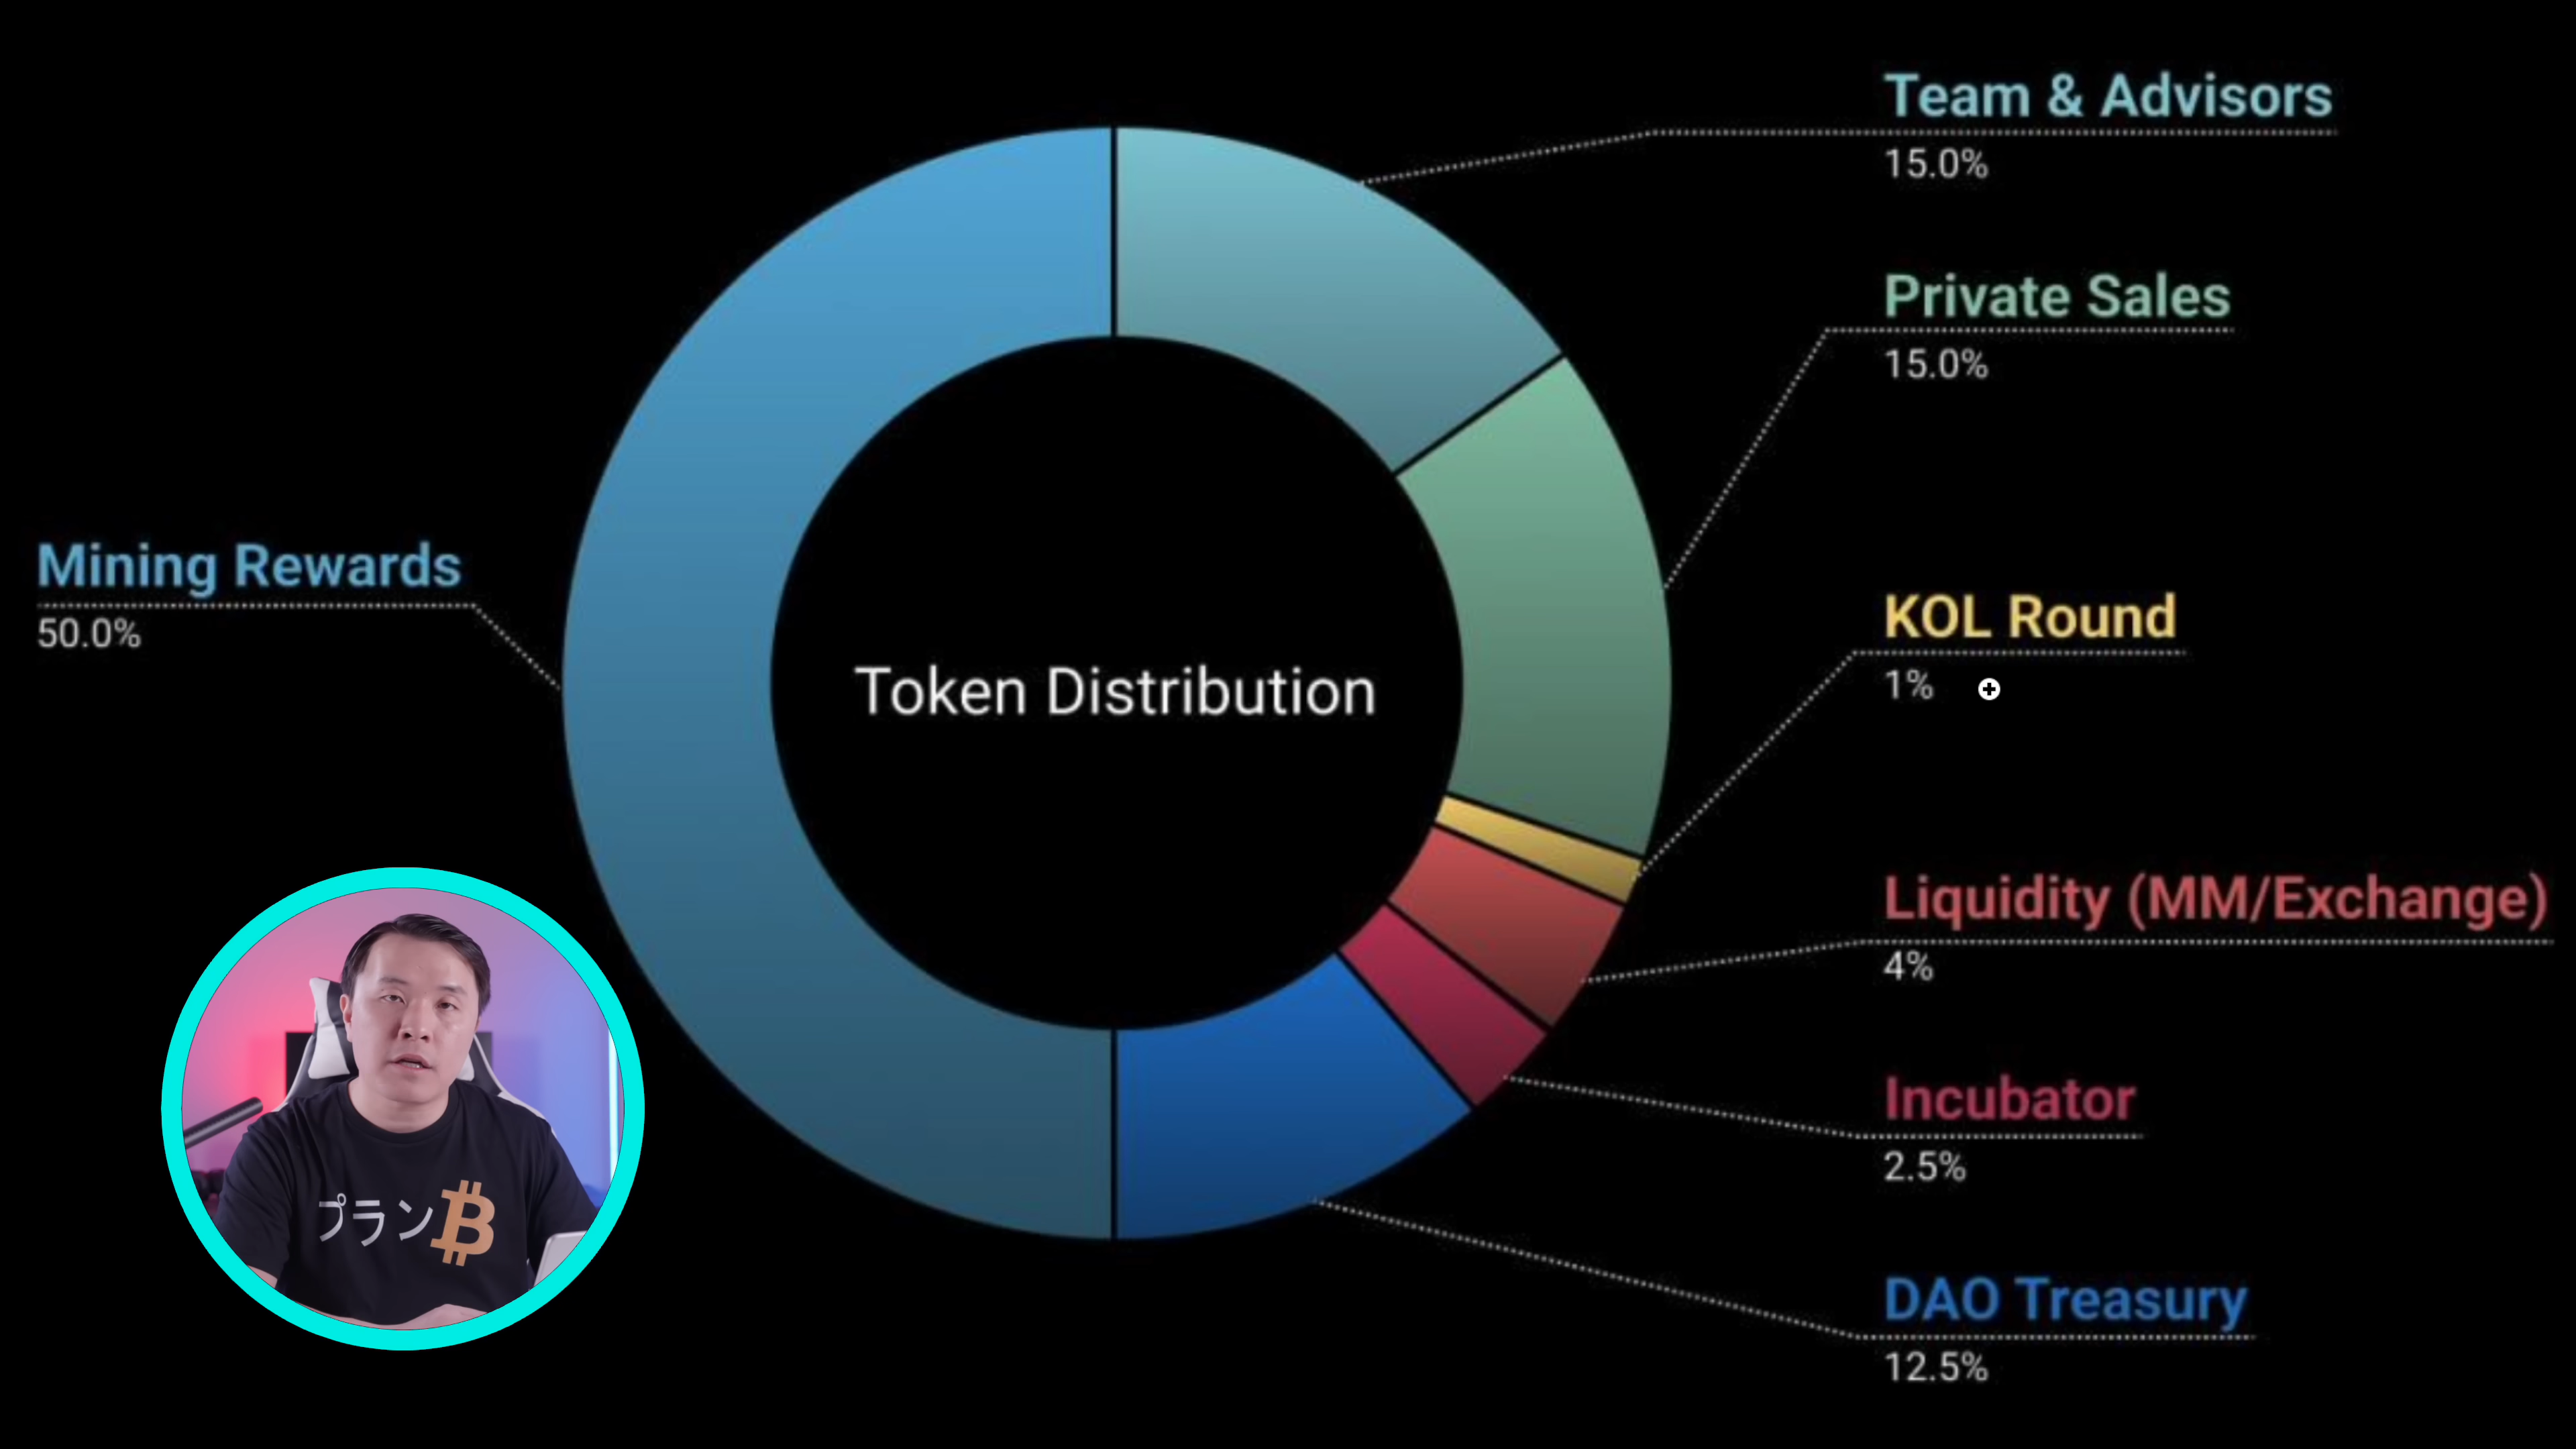 Team & Advisors
15.0%
Private Sales
15.0%
Mining Rewards
50.0%
KOL Round
1%
Token Distribution
Liquidity (MM/Exchange)
4%
Incubator
2.5%
DAO Treasury
12.5%
プラン₿